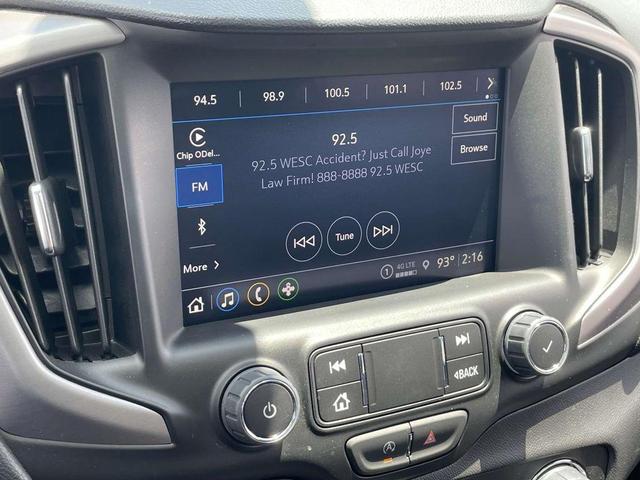 94.5 98.9 100.5 101.1 102.5
Chip ODel...
92.5
Sound
92.5 WESC Accident? Just Call Joye
Law Firm! 888-8888 92.5 WESC
Browse
FM
Tune
More
1 4G LTE 93° 2:16
BACK
A